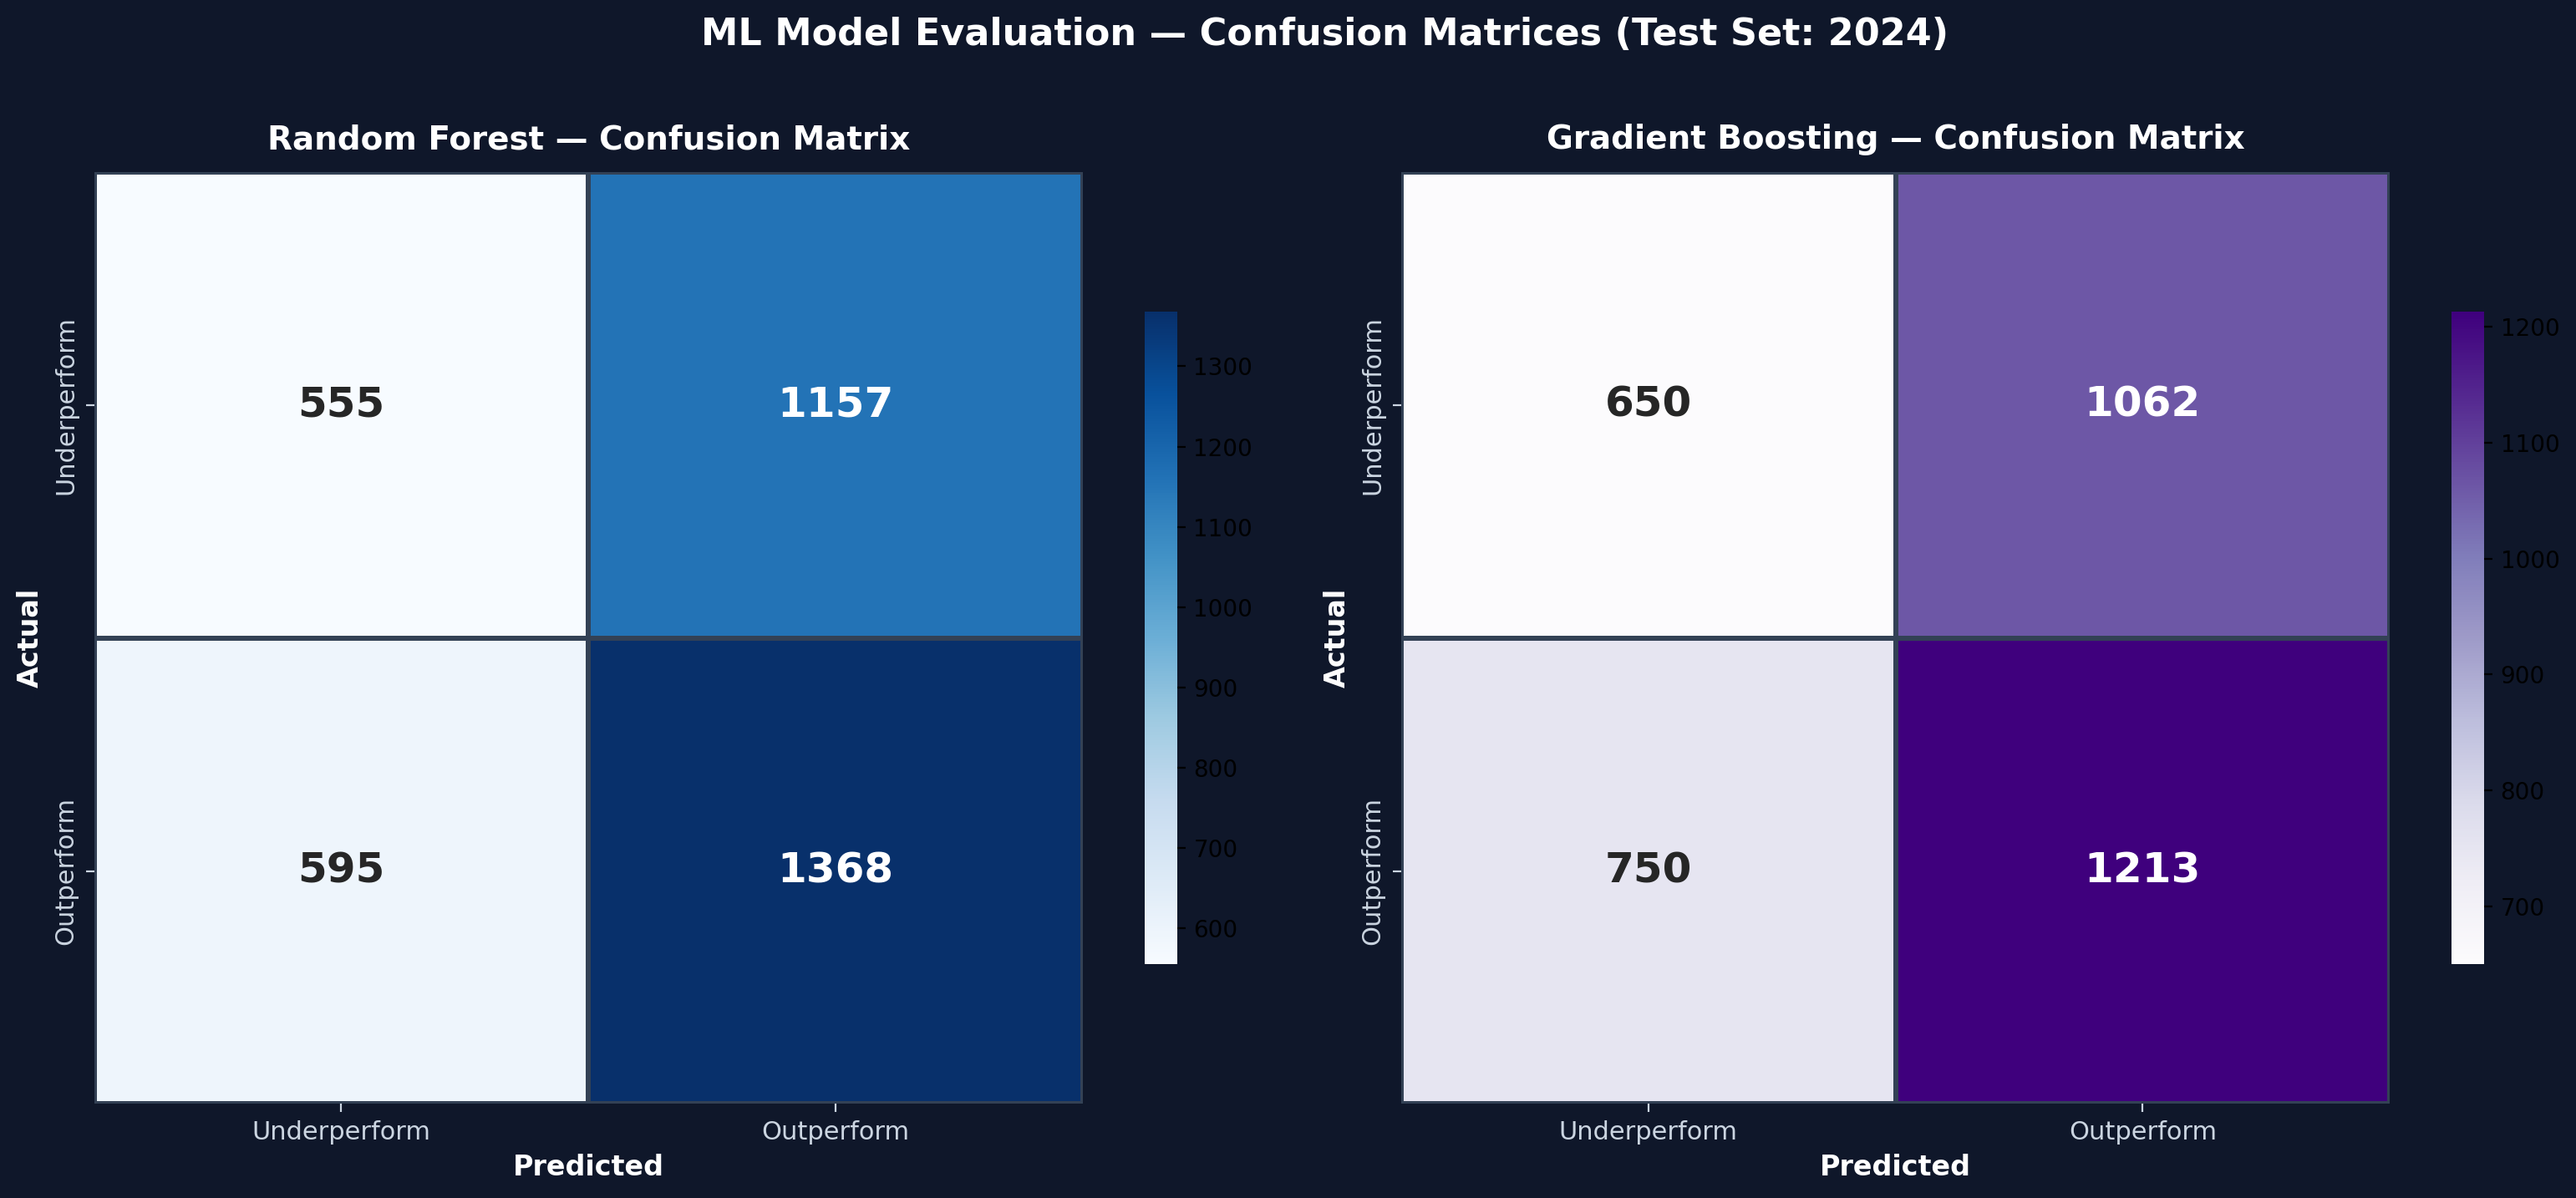 ML Model Evaluation — Confusion Matrices (Test Set: 2024)
Random Forest — Confusion Matrix
Actual
Underperform
Outperform
555
1157
595
1368
Underperform
Outperform
Predicted
1300
1200
1100
1000
900
800
700
600
Gradient Boosting — Confusion Matrix
Actual
Underperform
Outperform
650
1062
750
1213
Underperform
Outperform
Predicted
1200
1100
1000
900
800
700